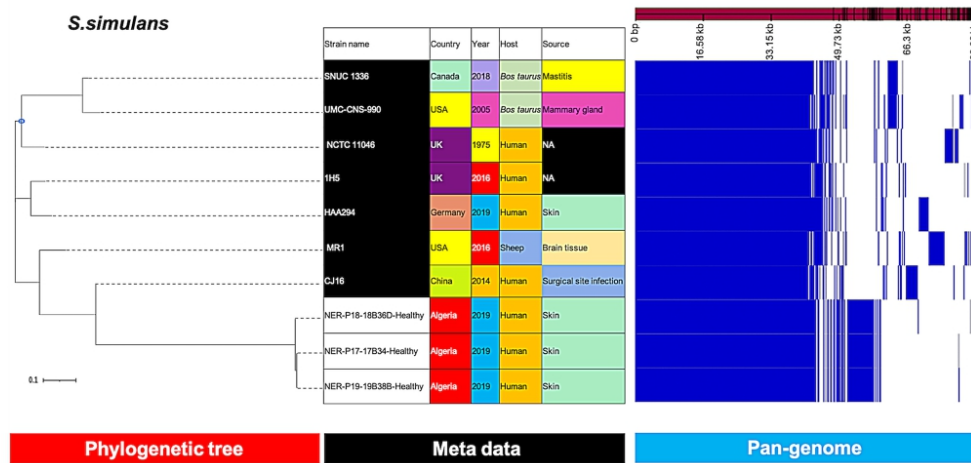 S.simulans
0 bp
16.58 kb
33.15 kb
49.73 kb
66.3 kb
Strain name Country Year Host Source
SNUC 1336 Canada 2018 Bos taurus Mastitis
UMC-CNS-990 USA 2005 Bos taurus Mammary gland
NCTC 11046 UK 1975 Human NA
1H5 UK 2016 Human NA
HAA294 Germany 2019 Human Skin
MR1 USA 2016 Sheep Brain tissue
CJ16 China 2014 Human Surgical site infection
NER-P18-18B36D-Healthy Algeria 2019 Human Skin
NER-P17-17B34-Healthy Algeria 2019 Human Skin
NER-P19-19B38B-Healthy Algeria 2019 Human Skin
0.1
Phylogenetic tree Meta data Pan-genome